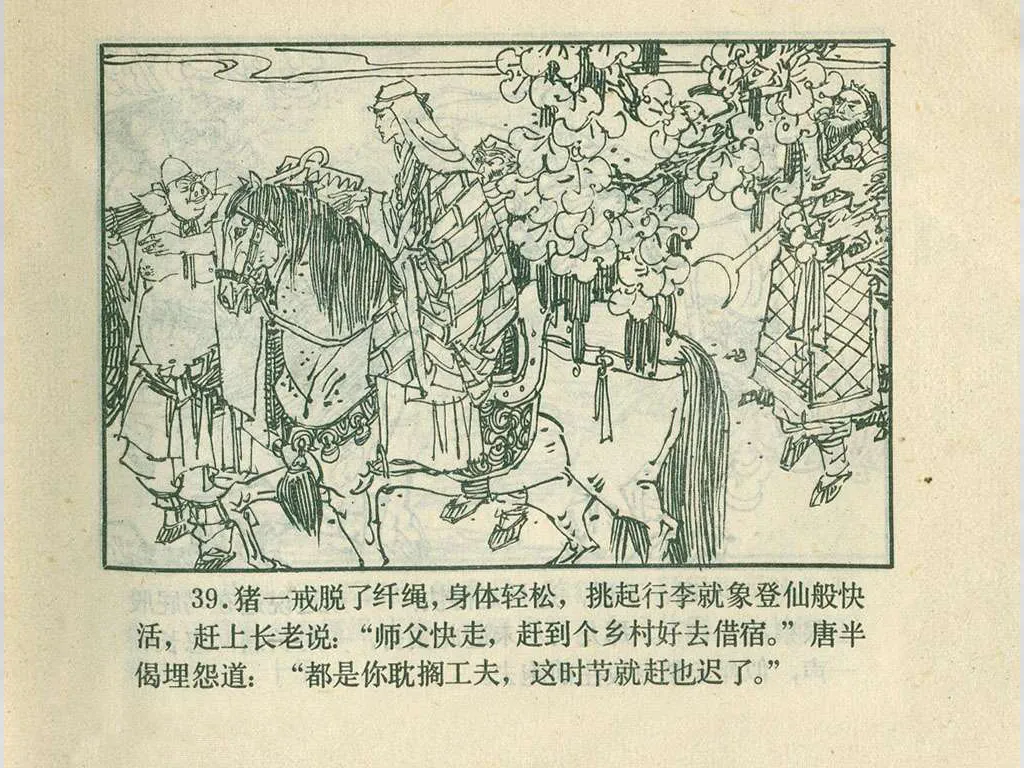 39.猪一戒脱了纤绳,身体轻松,挑起行李就象登仙般快
活,赶上长老说:“师父快走,赶到个乡村好去借宿。”唐半
偈埋怨道:“都是你耽搁工夫,这时节就赶也迟了。”